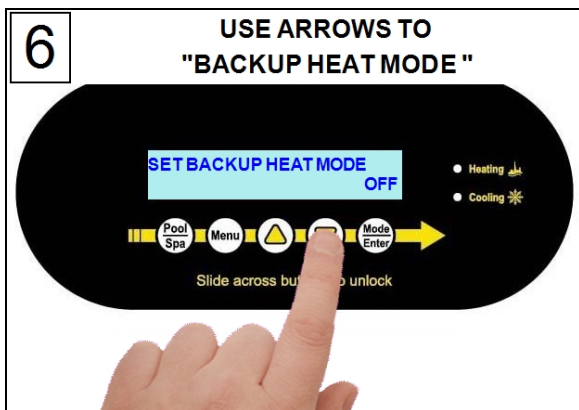 6
USE ARROWS TO
"BACKUP HEAT MODE "
SET BACKUP HEAT MODE
OFF
Heating
Cooling
Pool
Spa
Menu
Mode
Enter
Slide across but o unlock